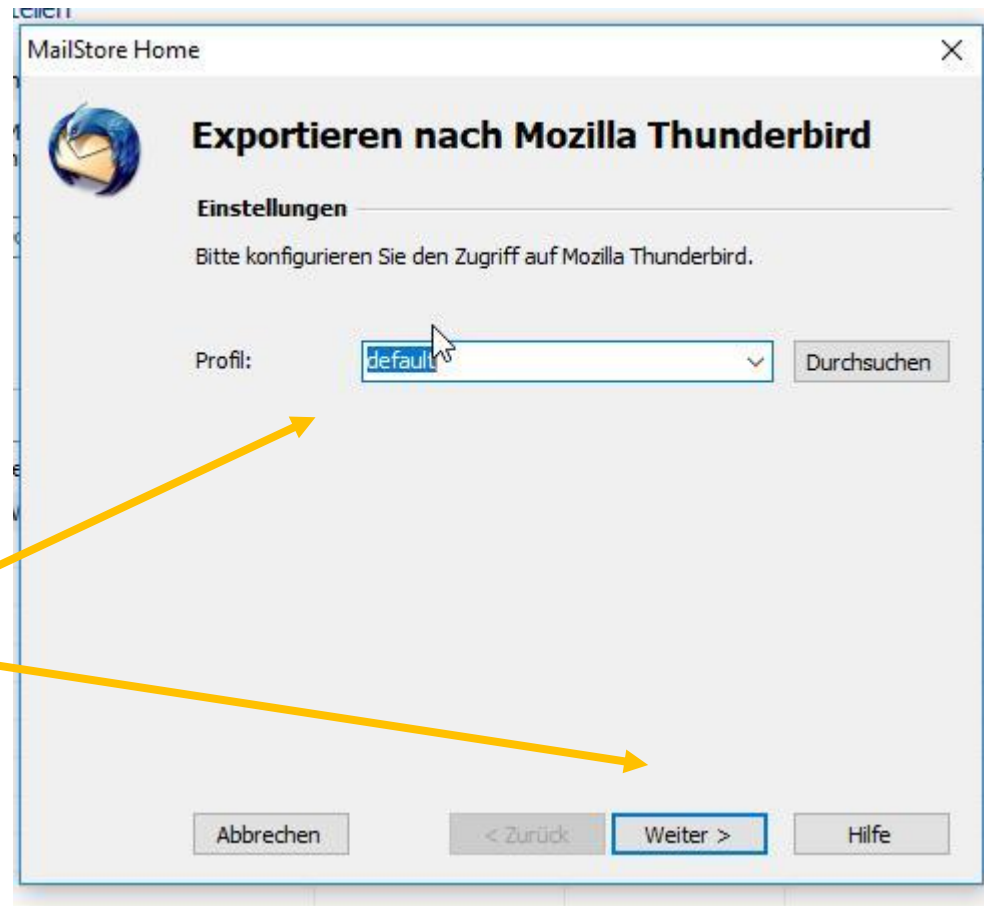 MailStore Home
Exportieren nach Mozilla Thunderbird
Einstellungen
Bitte konfigurieren Sie den Zugriff auf Mozilla Thunderbird.
Profil: default Durchsuchen
Abbrechen < Zurück Weiter > Hilfe